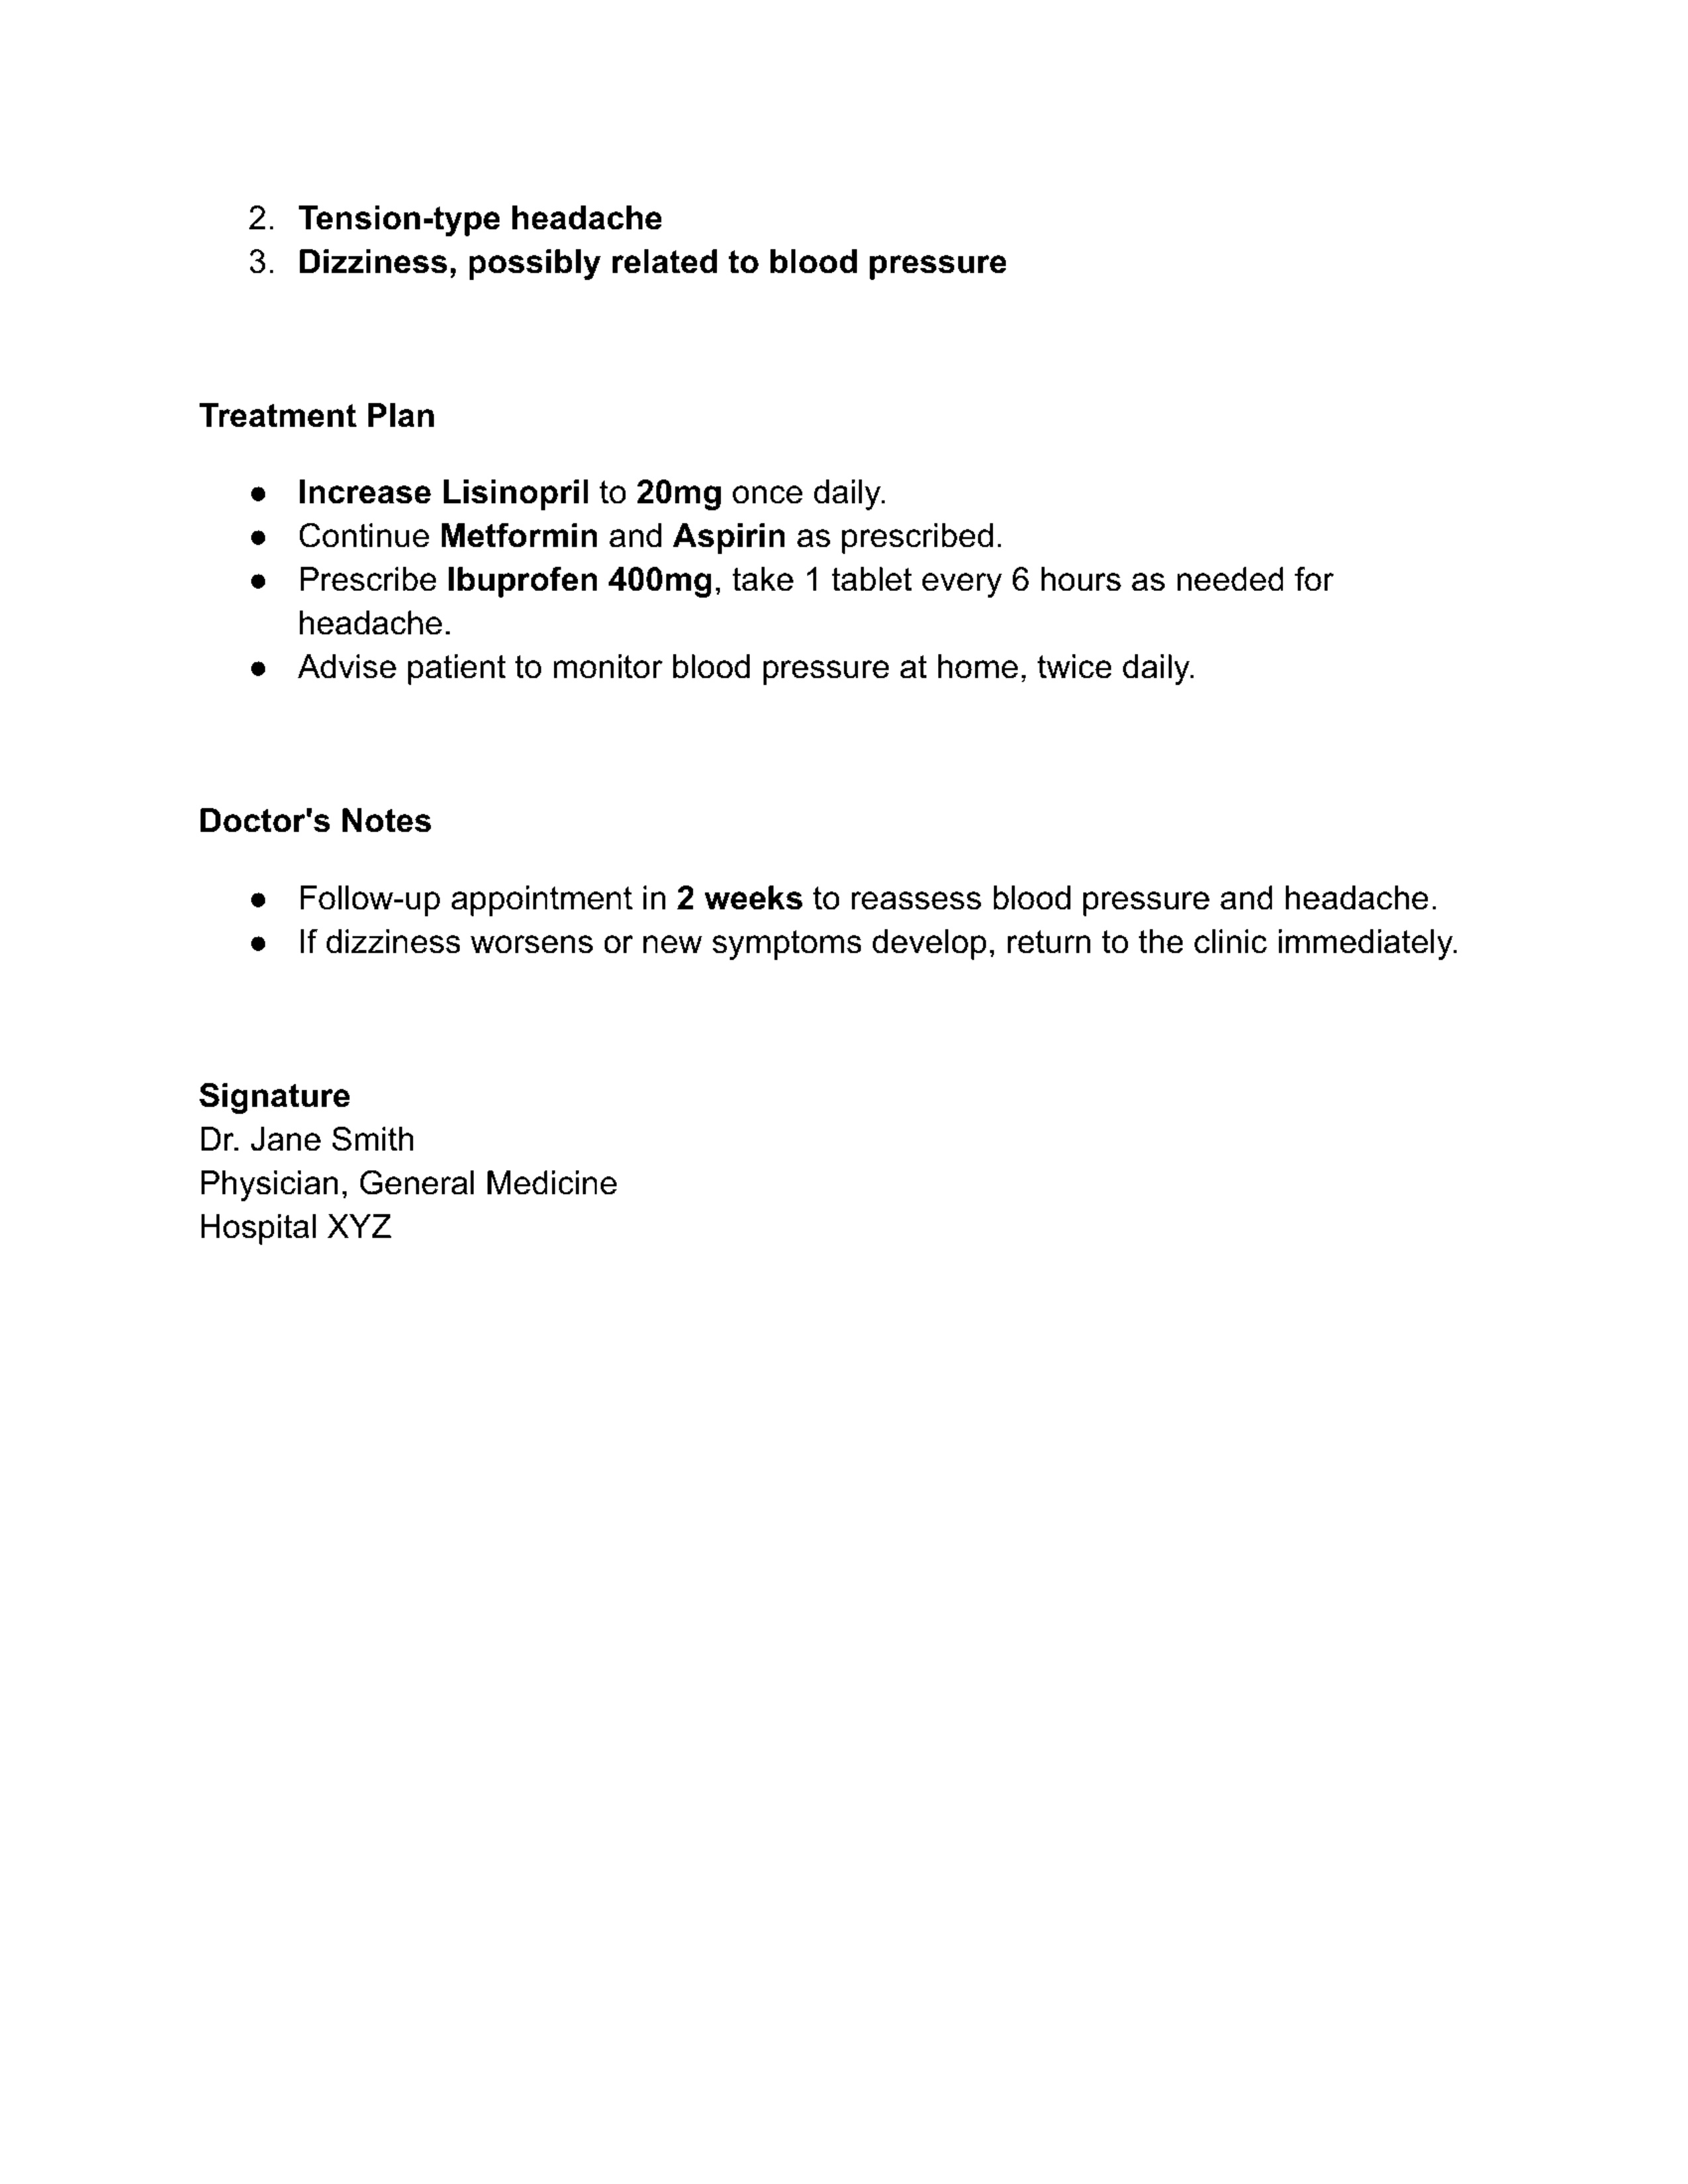 2. Tension-type headache
3. Dizziness, possibly related to blood pressure
Treatment Plan
● Increase Lisinopril to 20mg once daily.
● Continue Metformin and Aspirin as prescribed.
● Prescribe Ibuprofen 400mg, take 1 tablet every 6 hours as needed for
headache.
● Advise patient to monitor blood pressure at home, twice daily.
Doctor's Notes
● Follow-up appointment in 2 weeks to reassess blood pressure and headache.
● If dizziness worsens or new symptoms develop, return to the clinic immediately.
Signature
Dr. Jane Smith
Physician, General Medicine
Hospital XYZ